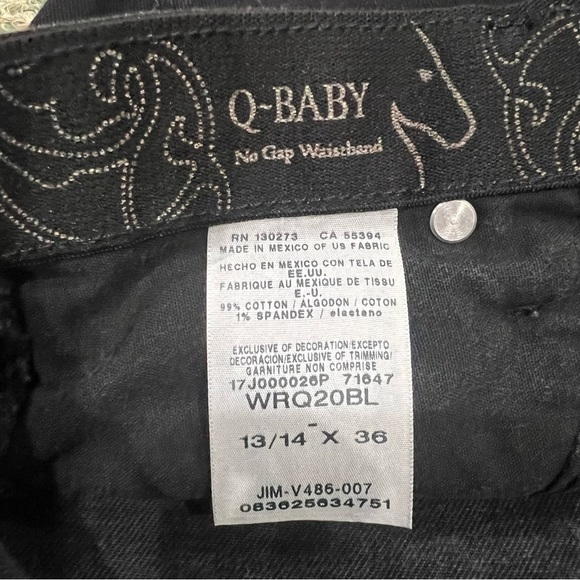 Q-BABY
No Gap Waistband
RN 130273 CA 55394
MADE IN MEXICO OF US FABRIC
HECHO EN MEXICO CON TELA DE
EE.UU.
FABRIQUE AU MEXIQUE DE TISSU
E.-U.
99% COTTON / ALGODON / COTON
1% SPANDEX / elastano
EXCLUSIVE OF DECORATION/EXCEPTO
DECORACION/EXCLUSIVE OF TRIMMING/
GARNITURE NON COMPRISE
17J000026P 71647
WRQ20BL
13/14 - X 36
JIM-V486-007
083625634751